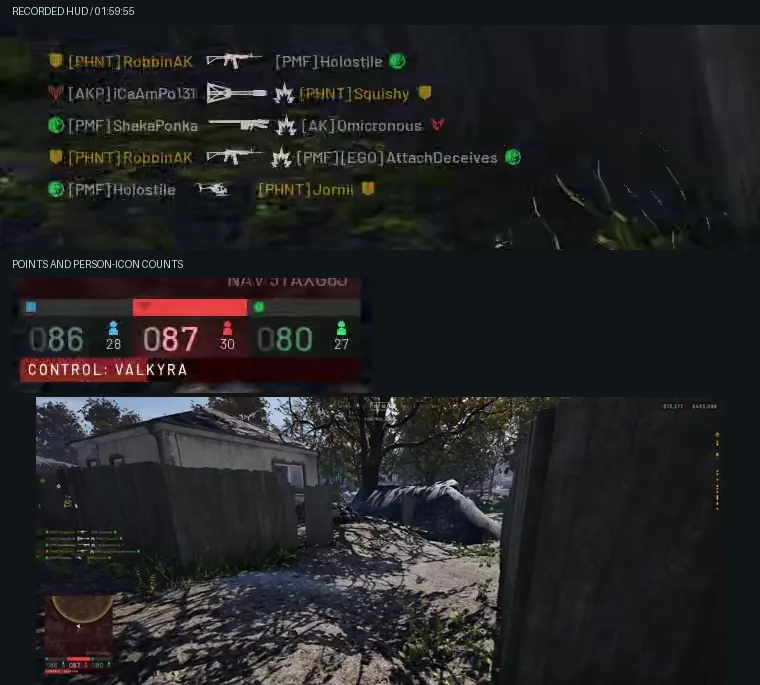 RECORDED HUD / 01:59:55
[PHNT]RobbinAK [PMF]Holostile
[AKP]iCaAmPo131 [PHNT]Squishy
[PMF]ShakaPonka [AK]Omicronous
[PHNT]RobbinAK [PMF][EGO]AttachDeceives
[PMF]Holostile [PHNT]Jornii
POINTS AND PERSON-ICON COUNTS
086 28 087 30 080 27
CONTROL: VALKYRA